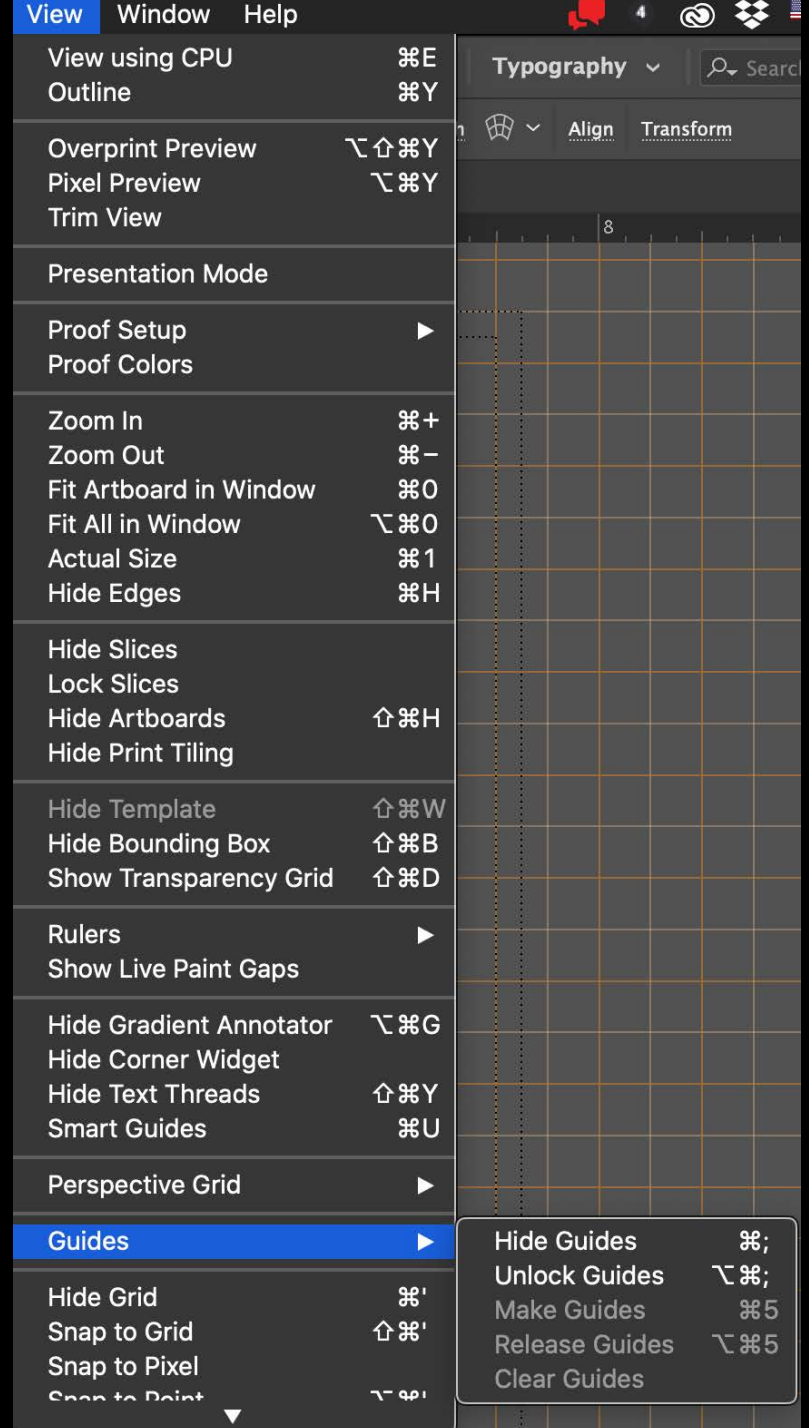 View Window Help
4
Typography
Search
Align Transform
8
View using CPU ⌘E
Outline ⌘Y
Overprint Preview ⌥⇧⌘Y
Pixel Preview ⌥⌘Y
Trim View
Presentation Mode
Proof Setup ▶
Proof Colors
Zoom In ⌘+
Zoom Out ⌘−
Fit Artboard in Window ⌘0
Fit All in Window ⌥⌘0
Actual Size ⌘1
Hide Edges ⌘H
Hide Slices
Lock Slices
Hide Artboards ⇧⌘H
Hide Print Tiling
Hide Template ⇧⌘W
Hide Bounding Box ⇧⌘B
Show Transparency Grid ⇧⌘D
Rulers ▶
Show Live Paint Gaps
Hide Gradient Annotator ⌥⌘G
Hide Corner Widget
Hide Text Threads ⇧⌘Y
Smart Guides ⌘U
Perspective Grid ▶
Guides ▶
Hide Grid ⌘'
Snap to Grid ⇧⌘'
Snap to Pixel
Snap to Point ⌥⌘'
Hide Guides ⌘;
Unlock Guides ⌥⌘;
Make Guides ⌘5
Release Guides ⌥⌘5
Clear Guides